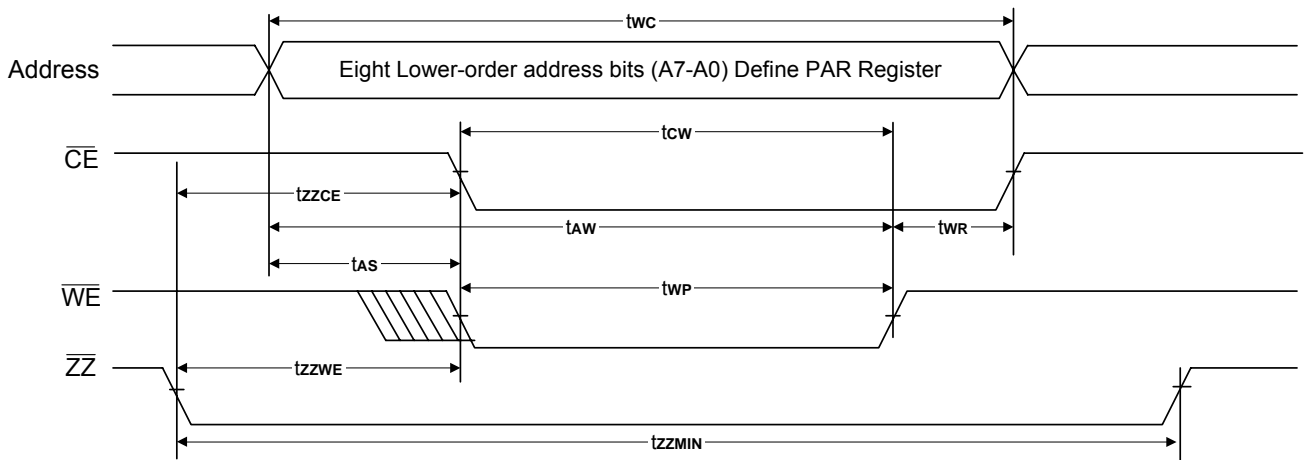 tWC
Address
Eight Lower-order address bits (A7-A0) Define PAR Register
tCW
CE
tZZCE
tAW
tWR
tAS
WE
tWP
tZZWE
ZZ
tZZMIN